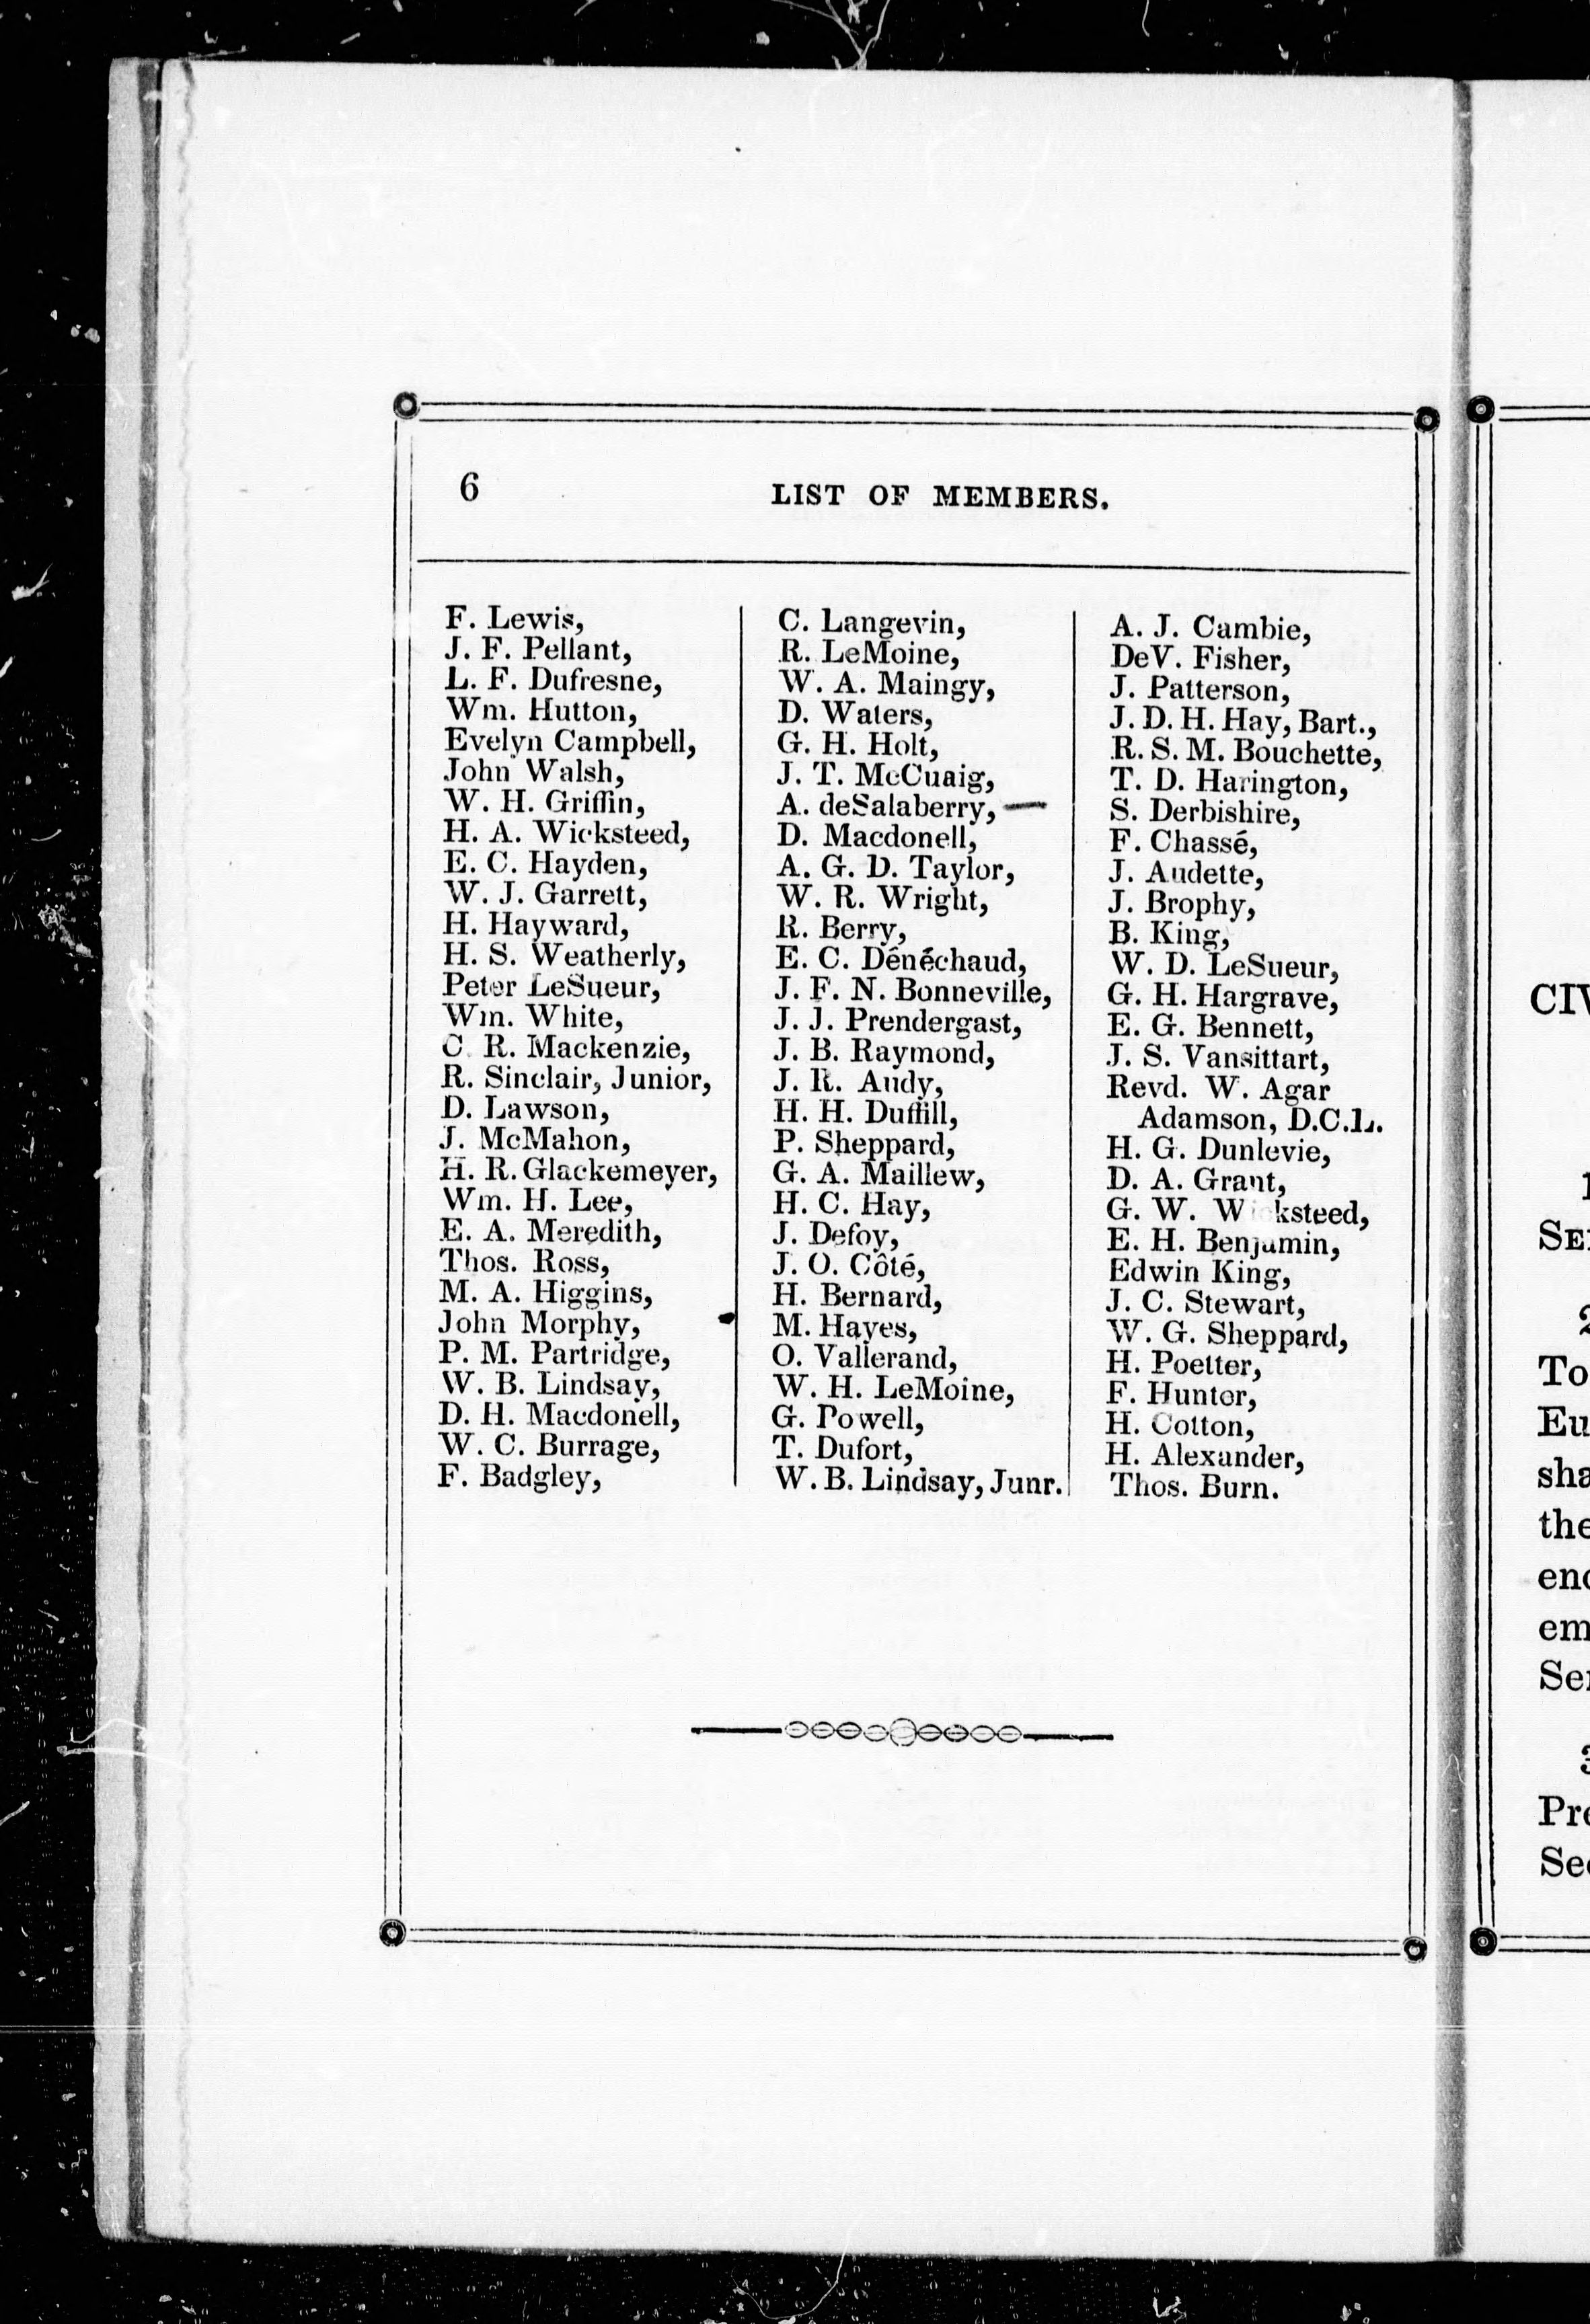 6
LIST OF MEMBERS.
F. Lewis,
J. F. Pellant,
L. F. Dufresne,
Wm. Hutton,
Evelyn Campbell,
John Walsh,
W. H. Griffin,
H. A. Wicksteed,
E. C. Hayden,
W. J. Garrett,
H. Hayward,
H. S. Weatherly,
Peter LeSueur,
Wm. White,
C. R. Mackenzie,
R. Sinclair, Junior,
D. Lawson,
J. McMahon,
H. R. Glackemeyer,
Wm. H. Lee,
E. A. Meredith,
Thos. Ross,
M. A. Higgins,
John Morphy,
P. M. Partridge,
W. B. Lindsay,
D. H. Macdonell,
W. C. Burrage,
F. Badgley,
C. Langevin,
R. LeMoine,
W. A. Maingy,
D. Waters,
G. H. Holt,
J. T. McCuaig,
A. deSalaberry,
D. Macdonell,
A. G. D. Taylor,
W. R. Wright,
R. Berry,
E. C. Dénéchaud,
J. F. N. Bonneville,
J. J. Prendergast,
J. B. Raymond,
J. R. Audy,
H. H. Duffill,
P. Sheppard,
G. A. Maillew,
H. C. Hay,
J. Defoy,
J. O. Côté,
H. Bernard,
M. Hayes,
O. Vallerand,
W. H. LeMoine,
G. Powell,
T. Dufort,
W. B. Lindsay, Junr.
A. J. Cambie,
DeV. Fisher,
J. Patterson,
J. D. H. Hay, Bart.,
R. S. M. Bouchette,
T. D. Harington,
S. Derbishire,
F. Chassé,
J. Audette,
J. Brophy,
B. King,
W. D. LeSueur,
G. H. Hargrave,
E. G. Bennett,
J. S. Vansittart,
Revd. W. Agar
Adamson, D.C.L.
H. G. Dunlevie,
D. A. Grant,
G. W. Wicksteed,
E. H. Benjamin,
Edwin King,
J. C. Stewart,
W. G. Sheppard,
H. Poetter,
F. Hunter,
H. Cotton,
H. Alexander,
Thos. Burn.